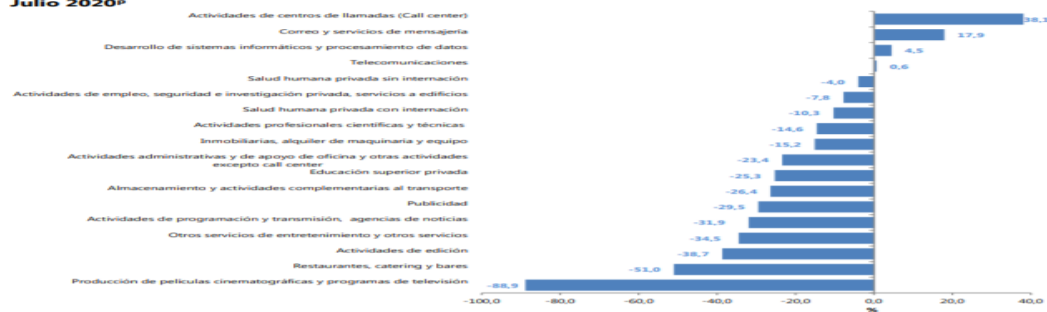 Julio 2020ᵖ
Actividades de centros de llamadas (Call center) 38,1
Correo y servicios de mensajería 17,9
Desarrollo de sistemas informáticos y procesamiento de datos 4,5
Telecomunicaciones 0,6
Salud humana privada sin internación -4,0
Actividades de empleo, seguridad e investigación privada, servicios a edificios -7,8
Salud humana privada con internación -10,3
Actividades profesionales científicas y técnicas -14,6
Inmobiliarias, alquiler de maquinaria y equipo -15,2
Actividades administrativas y de apoyo de oficina y otras actividades
excepto call center -23,4
Educación superior privada -25,3
Almacenamiento y actividades complementarias al transporte -26,4
Publicidad -29,5
Actividades de programación y transmisión, agencias de noticias -31,9
Otros servicios de entretenimiento y otros servicios -34,5
Actividades de edición -38,7
Restaurantes, catering y bares -51,0
Producción de películas cinematográficas y programas de televisión -88,9
-100,0 -80,0 -60,0 -40,0 -20,0 0,0 20,0 40,0
%